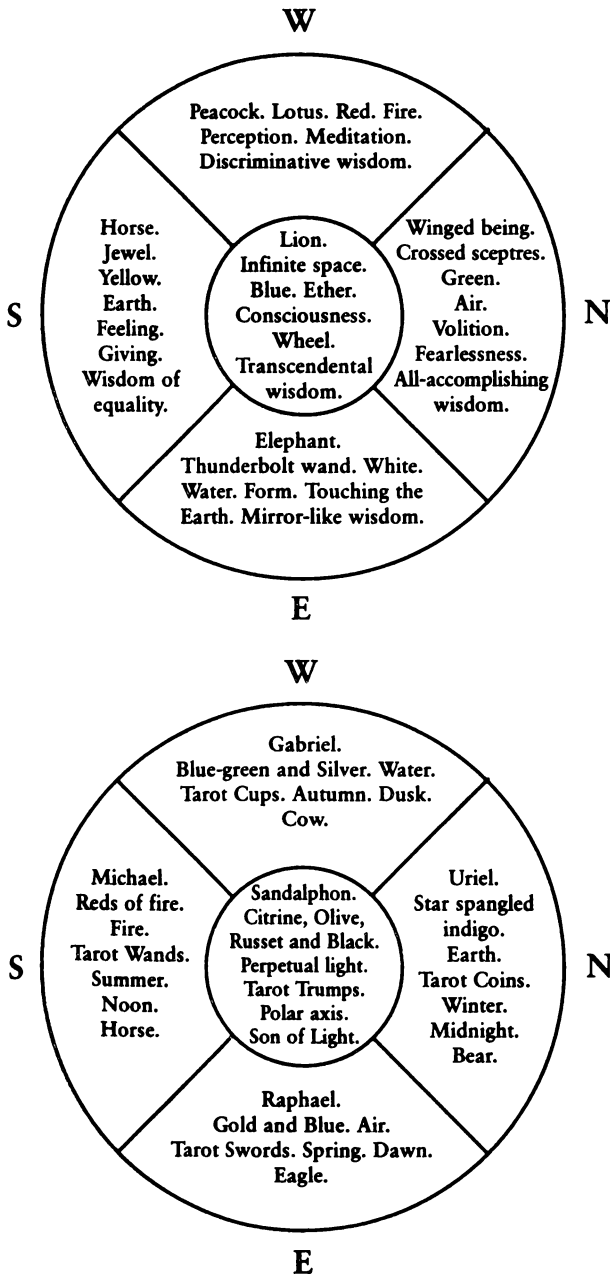 W
Peacock. Lotus. Red. Fire.
Perception. Meditation.
Discriminative wisdom.
S
Horse.
Jewel.
Yellow.
Earth.
Feeling.
Giving.
Wisdom of
equality.
Lion.
Infinite space.
Blue. Ether.
Consciousness.
Wheel.
Transcendental
wisdom.
Winged being.
Crossed sceptres.
Green.
Air.
Volition.
Fearlessness.
All-accomplishing
wisdom.
N
Elephant.
Thunderbolt wand. White.
Water. Form. Touching the
Earth. Mirror-like wisdom.
E
W
Gabriel.
Blue-green and Silver. Water.
Tarot Cups. Autumn. Dusk.
Cow.
S
Michael.
Reds of fire.
Fire.
Tarot Wands.
Summer.
Noon.
Horse.
Sandalphon.
Citrine, Olive,
Russet and Black.
Perpetual light.
Tarot Trumps.
Polar axis.
Son of Light.
Uriel.
Star spangled
indigo.
Earth.
Tarot Coins.
Winter.
Midnight.
Bear.
N
Raphael.
Gold and Blue. Air.
Tarot Swords. Spring. Dawn.
Eagle.
E